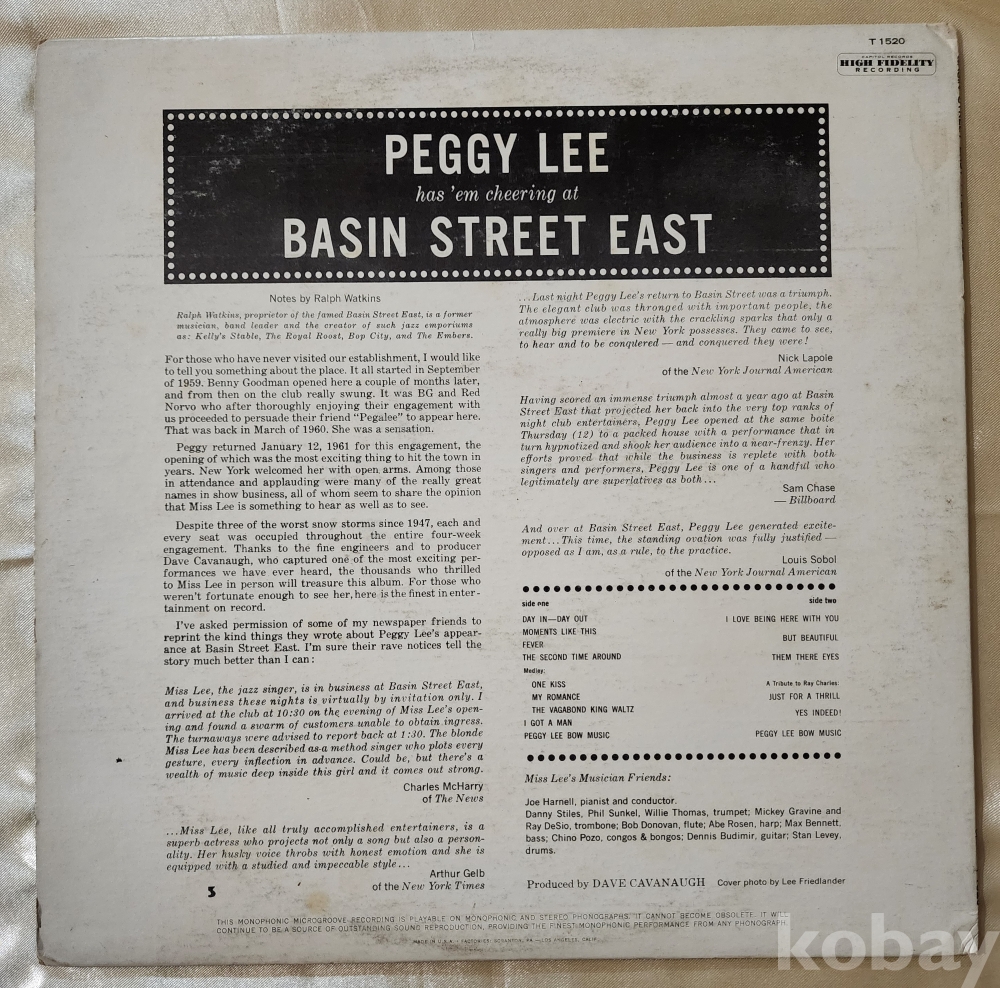 T 1520
CAPITOL RECORDS
HIGH FIDELITY
RECORDING
PEGGY LEE
has 'em cheering at
BASIN STREET EAST
Notes by Ralph Watkins
Ralph Watkins, proprietor of the famed Basin Street East, is a former
musician, band leader and the creator of such jazz emporiums
as: Kelly's Stable, The Royal Roost, Bop City, and The Embers.
For those who have never visited our establishment, I would like
to tell you something about the place. It all started in September
of 1959. Benny Goodman opened here a couple of months later,
and from then on the club really swung. It was BG and Red
Norvo who after thoroughly enjoying their engagement with
us proceeded to persuade their friend "Pegalee" to appear here.
That was back in March of 1960. She was a sensation.
Peggy returned January 12, 1961 for this engagement, the
opening of which was the most exciting thing to hit the town in
years. New York welcomed her with open arms. Among those
in attendance and applauding were many of the really great
names in show business, all of whom seem to share the opinion
that Miss Lee is something to hear as well as to see.
Despite three of the worst snow storms since 1947, each and
every seat was occupied throughout the entire four-week
engagement. Thanks to the fine engineers and to producer
Dave Cavanaugh, who captured one of the most exciting per-
formances we have ever heard, the thousands who thrilled
to Miss Lee in person will treasure this album. For those who
weren't fortunate enough to see her, here is the finest in enter-
tainment on record.
I've asked permission of some of my newspaper friends to
reprint the kind things they wrote about Peggy Lee's appear-
ance at Basin Street East. I'm sure their rave notices tell the
story much better than I can:
Miss Lee, the jazz singer, is in business at Basin Street East,
and business these nights is virtually by invitation only. I
arrived at the club at 10:30 on the evening of Miss Lee's open-
ing and found a swarm of customers unable to obtain ingress.
The turnaways were advised to report back at 1:30. The blonde
Miss Lee has been described as a method singer who plots every
gesture, every inflection in advance. Could be, but there's a
wealth of music deep inside this girl and it comes out strong.
Charles McHarry
of The News
...Miss Lee, like all truly accomplished entertainers, is a
superb actress who projects not only a song but also a person-
ality. Her husky voice throbs with honest emotion and she is
equipped with a studied and impeccable style...
Arthur Gelb
of the New York Times
3
...Last night Peggy Lee's return to Basin Street was a triumph.
The elegant club was thronged with important people, the
atmosphere was electric with the crackling sparks that only a
really big premiere in New York possesses. They came to see,
to hear and to be conquered — and conquered they were!
Nick Lapole
of the New York Journal American
Having scored an immense triumph almost a year ago at Basin
Street East that projected her back into the very top ranks of
night club entertainers, Peggy Lee opened at the same boite
Thursday (12) to a packed house with a performance that in
turn hypnotized and shook her audience into a near-frenzy. Her
efforts proved that while the business is replete with both
singers and performers, Peggy Lee is one of a handful who
legitimately are superlatives as both...
Sam Chase
— Billboard
And over at Basin Street East, Peggy Lee generated excite-
ment...This time, the standing ovation was fully justified —
opposed as I am, as a rule, to the practice.
Louis Sobol
of the New York Journal American
side one
DAY IN—DAY OUT
MOMENTS LIKE THIS
FEVER
THE SECOND TIME AROUND
Medley:
ONE KISS
MY ROMANCE
THE VAGABOND KING WALTZ
I GOT A MAN
PEGGY LEE BOW MUSIC
side two
I LOVE BEING HERE WITH YOU
BUT BEAUTIFUL
THEM THERE EYES
A Tribute to Ray Charles:
JUST FOR A THRILL
YES INDEED!
PEGGY LEE BOW MUSIC
Miss Lee's Musician Friends:
Joe Harnell, pianist and conductor.
Danny Stiles, Phil Sunkel, Willie Thomas, trumpet; Mickey Gravine and
Ray DeSio, trombone; Bob Donovan, flute; Abe Rosen, harp; Max Bennett,
bass; Chino Pozo, congos & bongos; Dennis Budimir, guitar; Stan Levey,
drums.
Produced by DAVE CAVANAUGH Cover photo by Lee Friedlander
THIS MONOPHONIC MICROGROOVE RECORDING IS PLAYABLE ON MONOPHONIC AND STEREO PHONOGRAPHS. IT CANNOT BECOME OBSOLETE. IT WILL
CONTINUE TO BE A SOURCE OF OUTSTANDING SOUND REPRODUCTION, PROVIDING THE FINEST MONOPHONIC PERFORMANCE FROM ANY PHONOGRAPH.
MADE IN U.S.A. FACTORIES: SCRANTON, PA.—LOS ANGELES, CALIF.
kobay